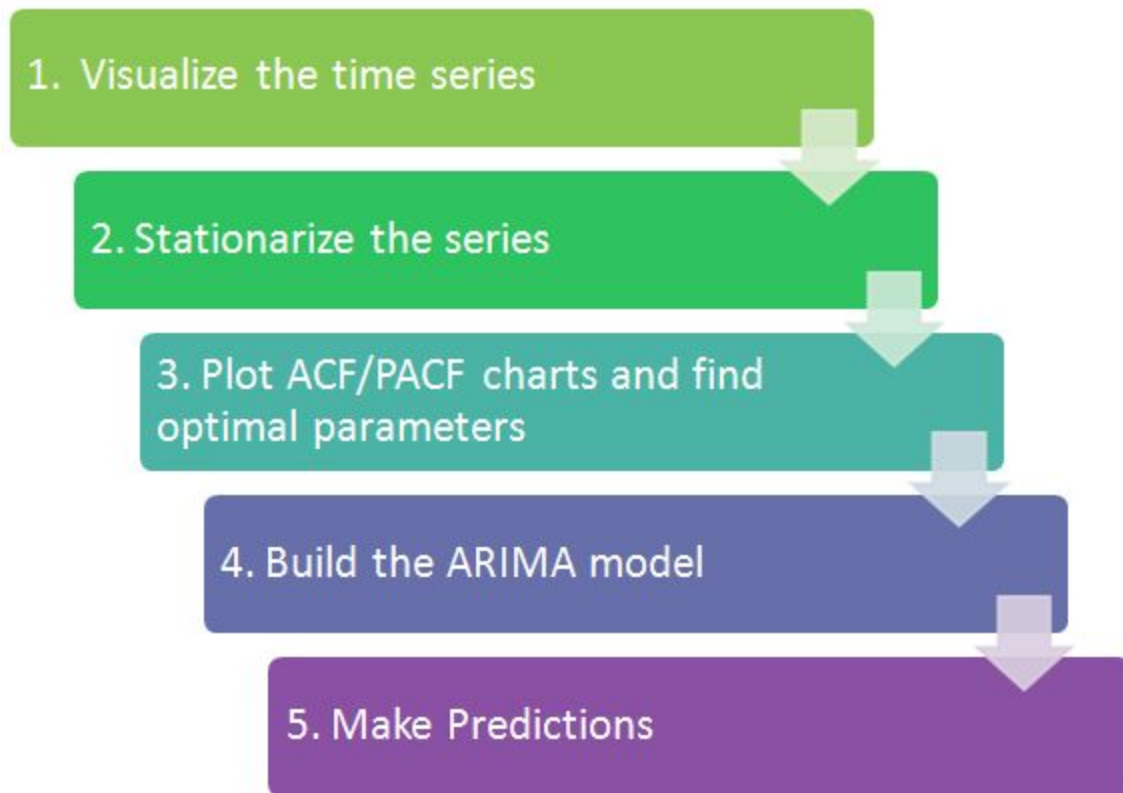 1. Visualize the time series
2. Stationarize the series
3. Plot ACF/PACF charts and find
optimal parameters
4. Build the ARIMA model
5. Make Predictions